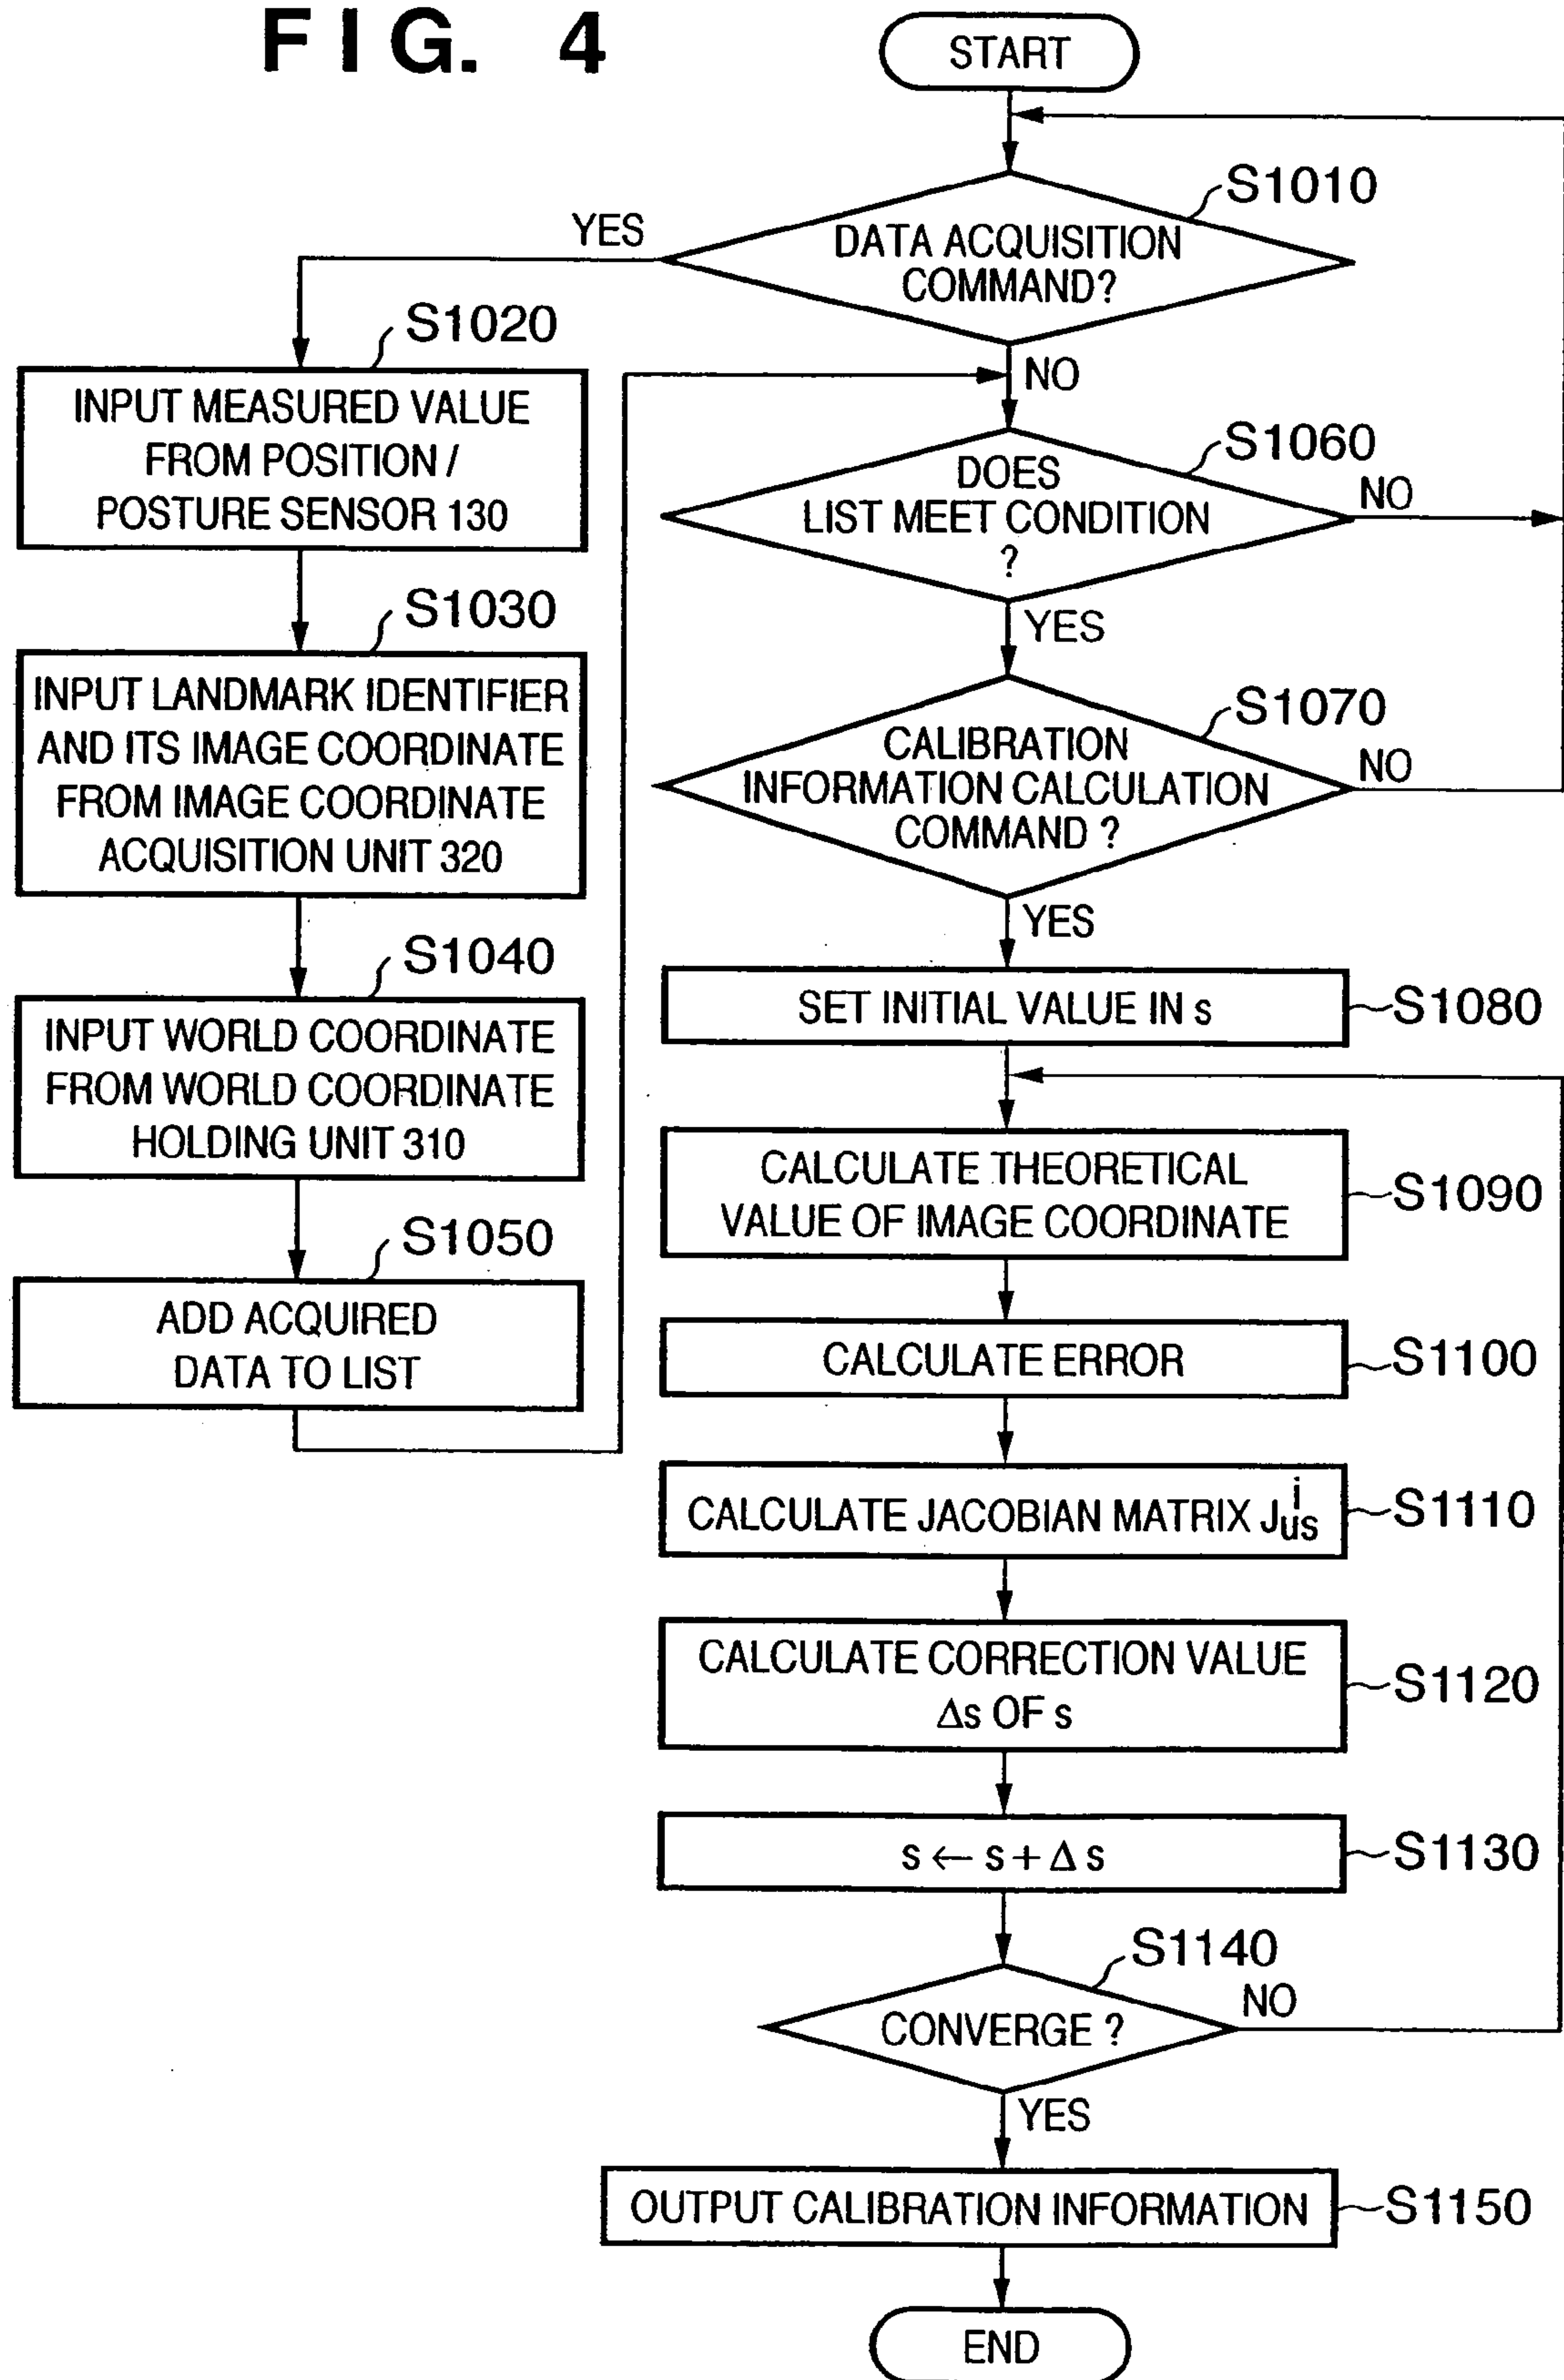 FIG. 4
START
S1010
YES
DATA ACQUISITION
COMMAND?
NO
S1020
INPUT MEASURED VALUE
FROM POSITION /
POSTURE SENSOR 130
S1030
INPUT LANDMARK IDENTIFIER
AND ITS IMAGE COORDINATE
FROM IMAGE COORDINATE
ACQUISITION UNIT 320
S1040
INPUT WORLD COORDINATE
FROM WORLD COORDINATE
HOLDING UNIT 310
S1050
ADD ACQUIRED
DATA TO LIST
S1060
DOES
LIST MEET CONDITION
?
NO
YES
S1070
CALIBRATION
INFORMATION CALCULATION
COMMAND ?
NO
YES
SET INITIAL VALUE IN s
S1080
CALCULATE THEORETICAL
VALUE OF IMAGE COORDINATE
S1090
CALCULATE ERROR
S1100
CALCULATE JACOBIAN MATRIX J_us^i
S1110
CALCULATE CORRECTION VALUE
Δs OF s
S1120
s ← s + Δ s
S1130
S1140
CONVERGE ?
NO
YES
OUTPUT CALIBRATION INFORMATION
S1150
END